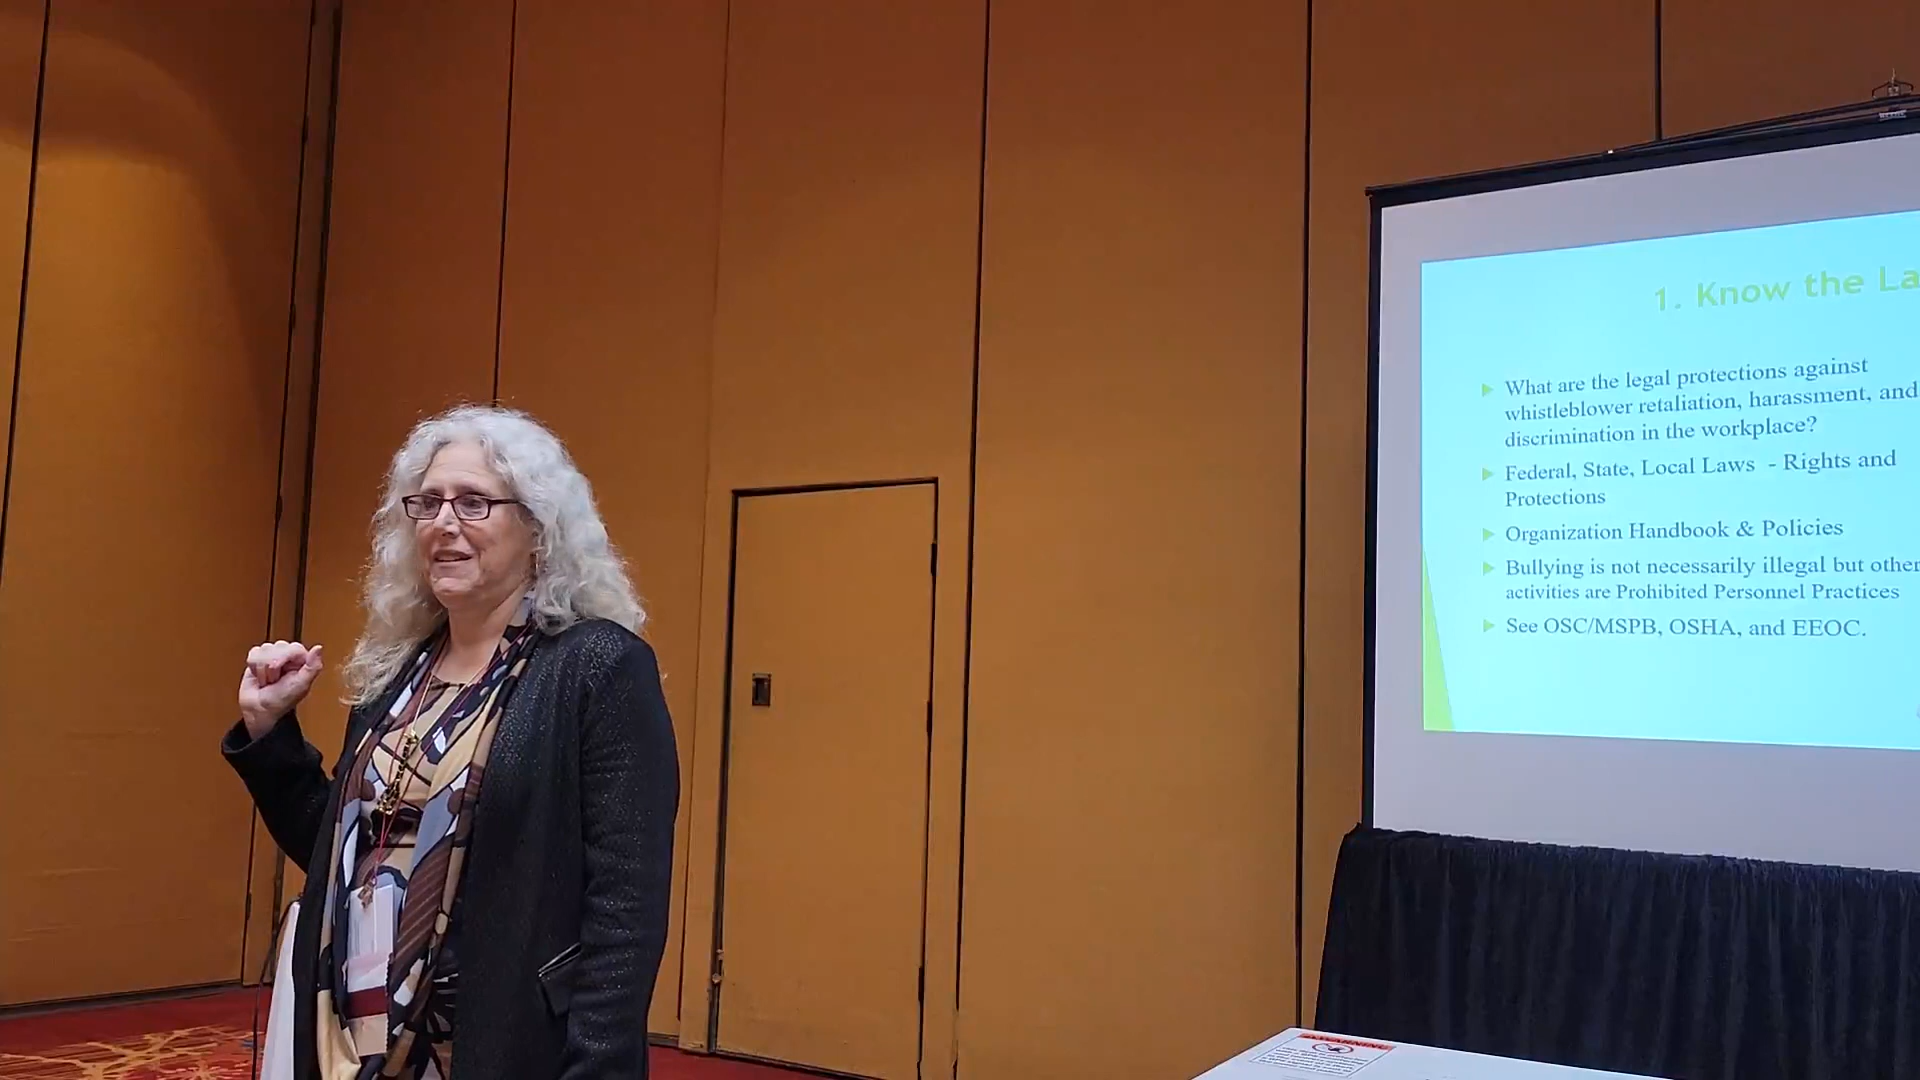 1. Know the La
What are the legal protections against
whistleblower retaliation, harassment, and
discrimination in the workplace?
Federal, State, Local Laws - Rights and
Protections
Organization Handbook & Policies
Bullying is not necessarily illegal but other
activities are Prohibited Personnel Practices
See OSC/MSPB, OSHA, and EEOC.
WARNING